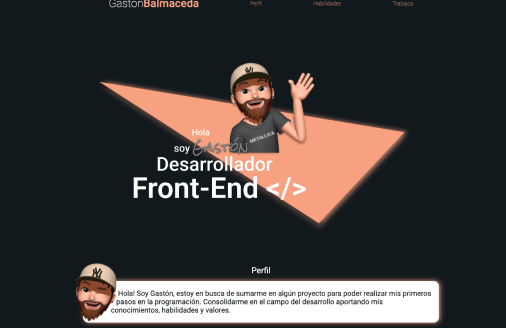 GastonBalmaceda
Perfil
Habilidades
Trabajos
METALLICA
Hola
soy Gastón
Desarrollador
Front-End </>
Perfil
Hola! Soy Gastón, estoy en busca de sumarme en algún proyecto para poder realizar mis primeros
pasos en la programación. Consolidarme en el campo del desarrollo aportando mis
conocimientos, habilidades y valores.